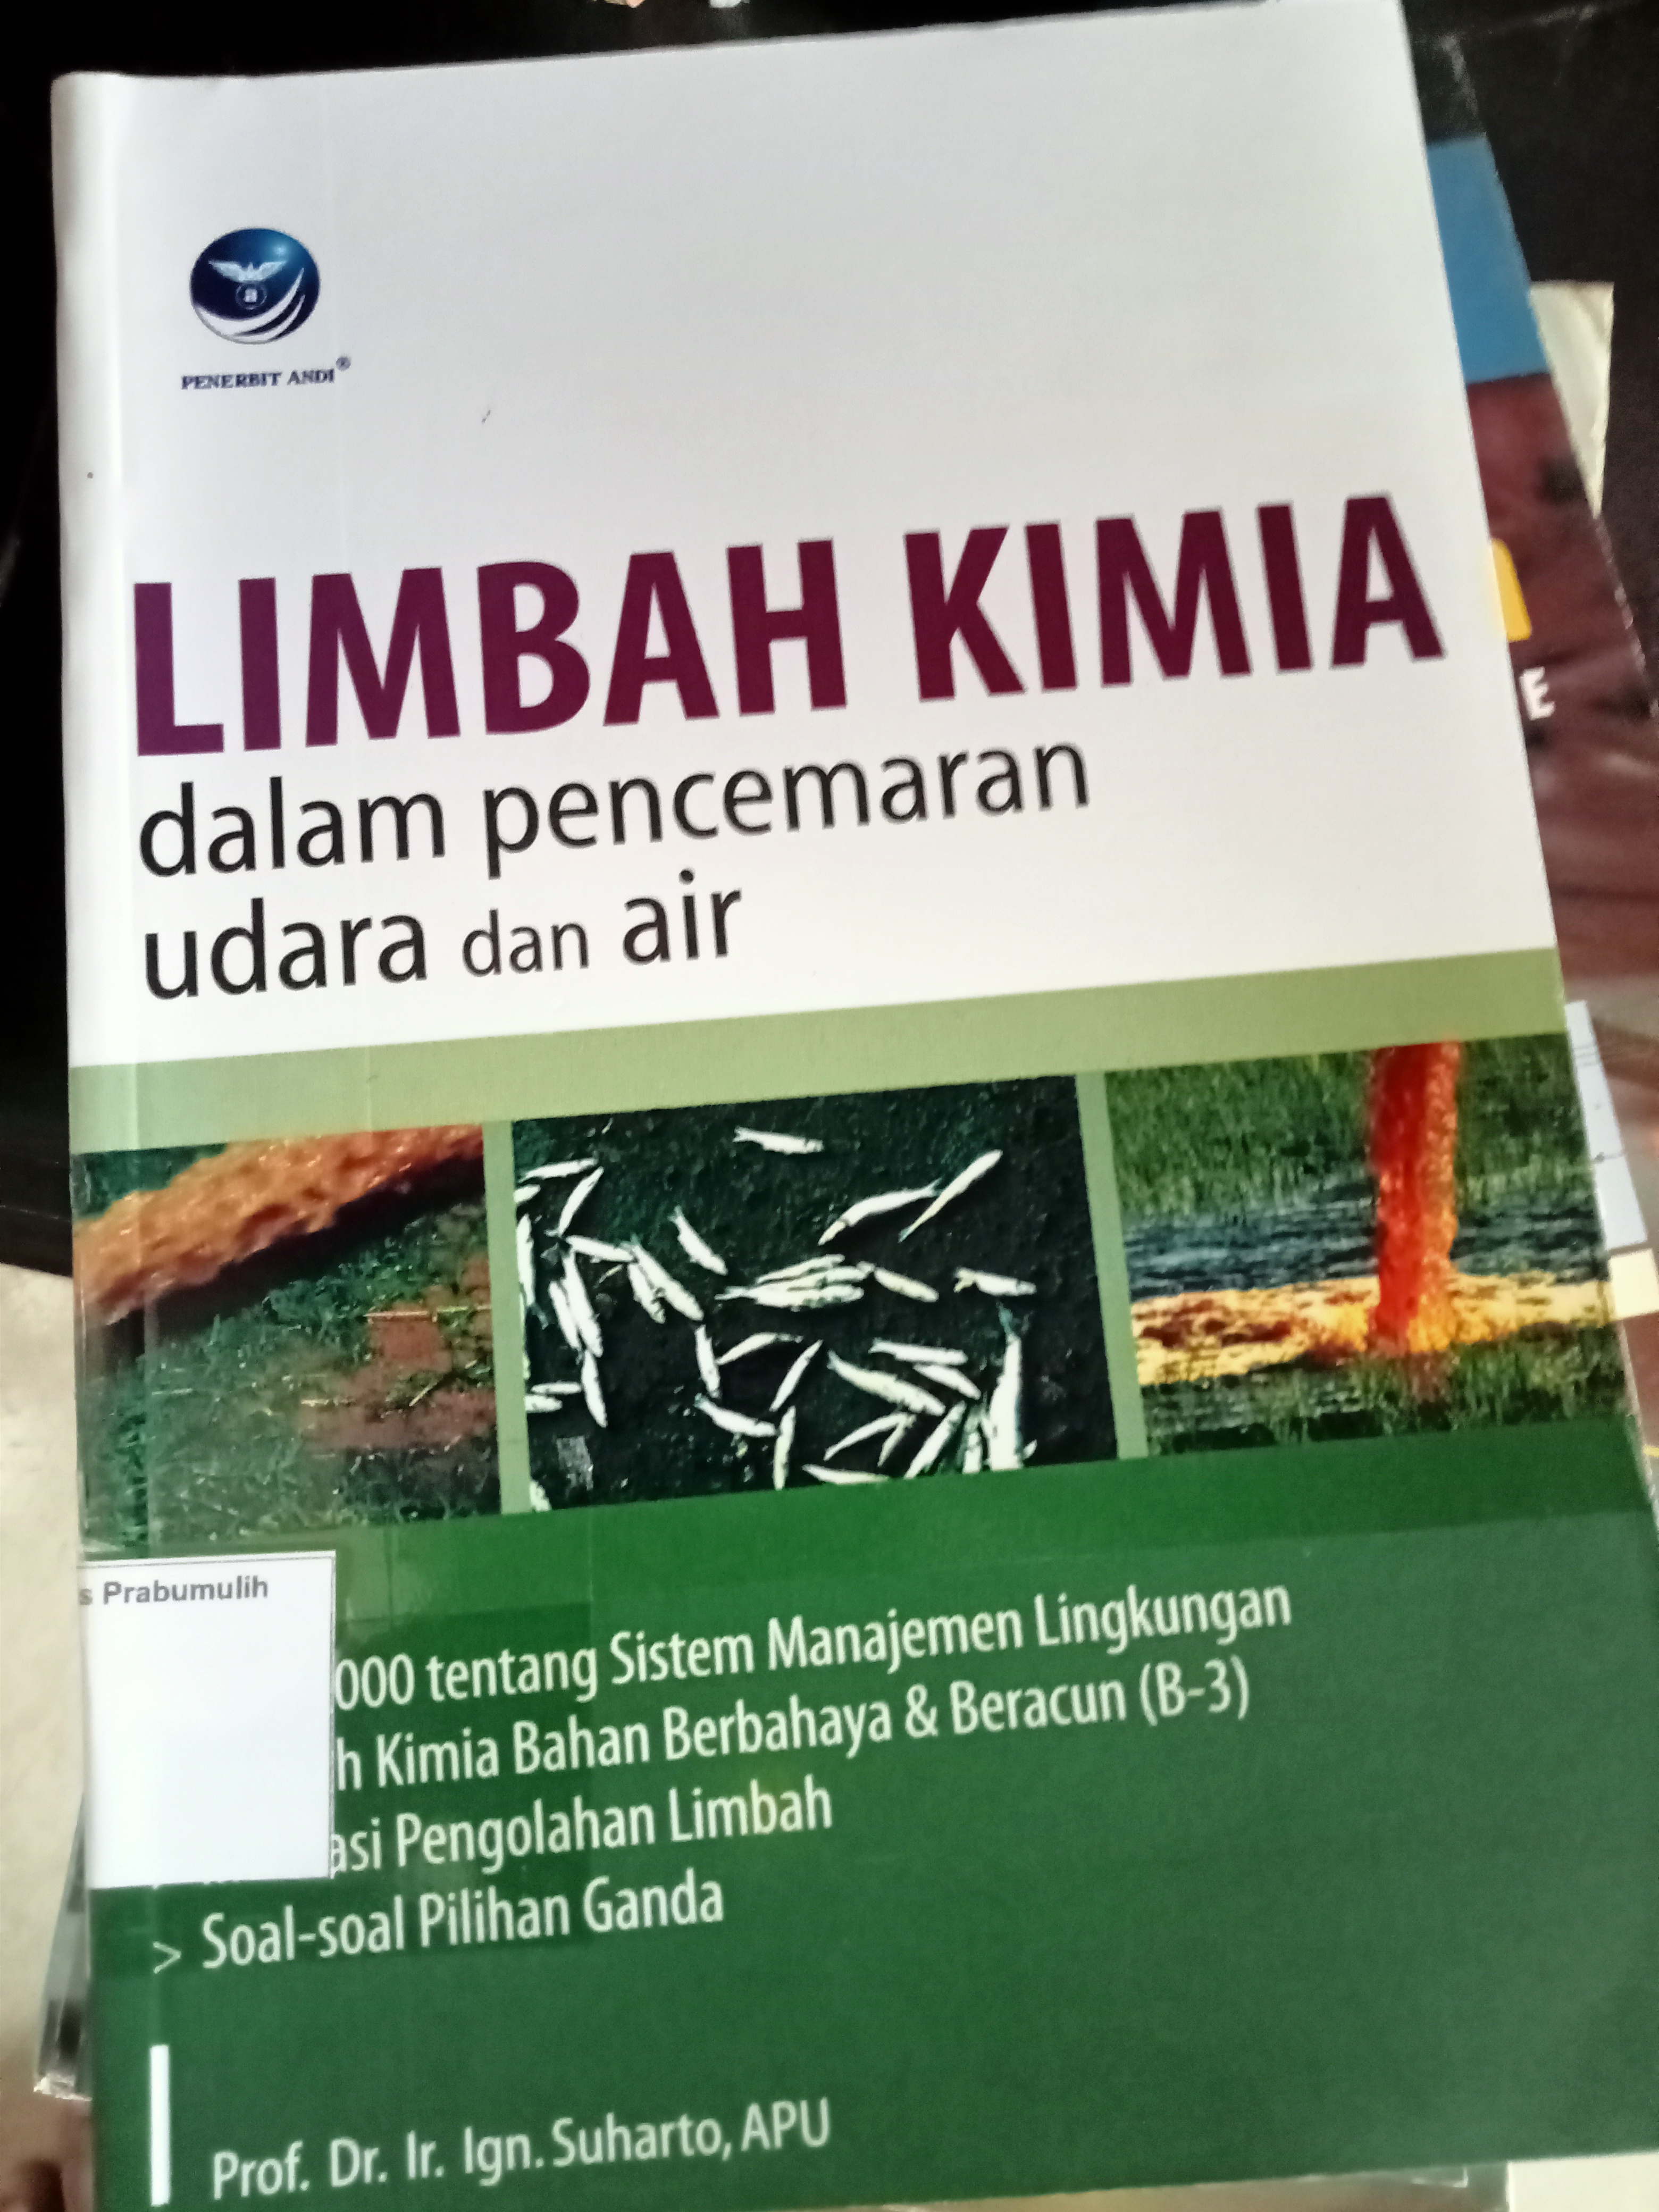 PENERBIT ANDI®
LIMBAH KIMIA
dalam pencemaran
udara dan air
E
s Prabumulih
000 tentang Sistem Manajemen Lingkungan
h Kimia Bahan Berbahaya & Beracun (B-3)
asi Pengolahan Limbah
> Soal-soal Pilihan Ganda
Prof. Dr. Ir. Ign. Suharto, APU